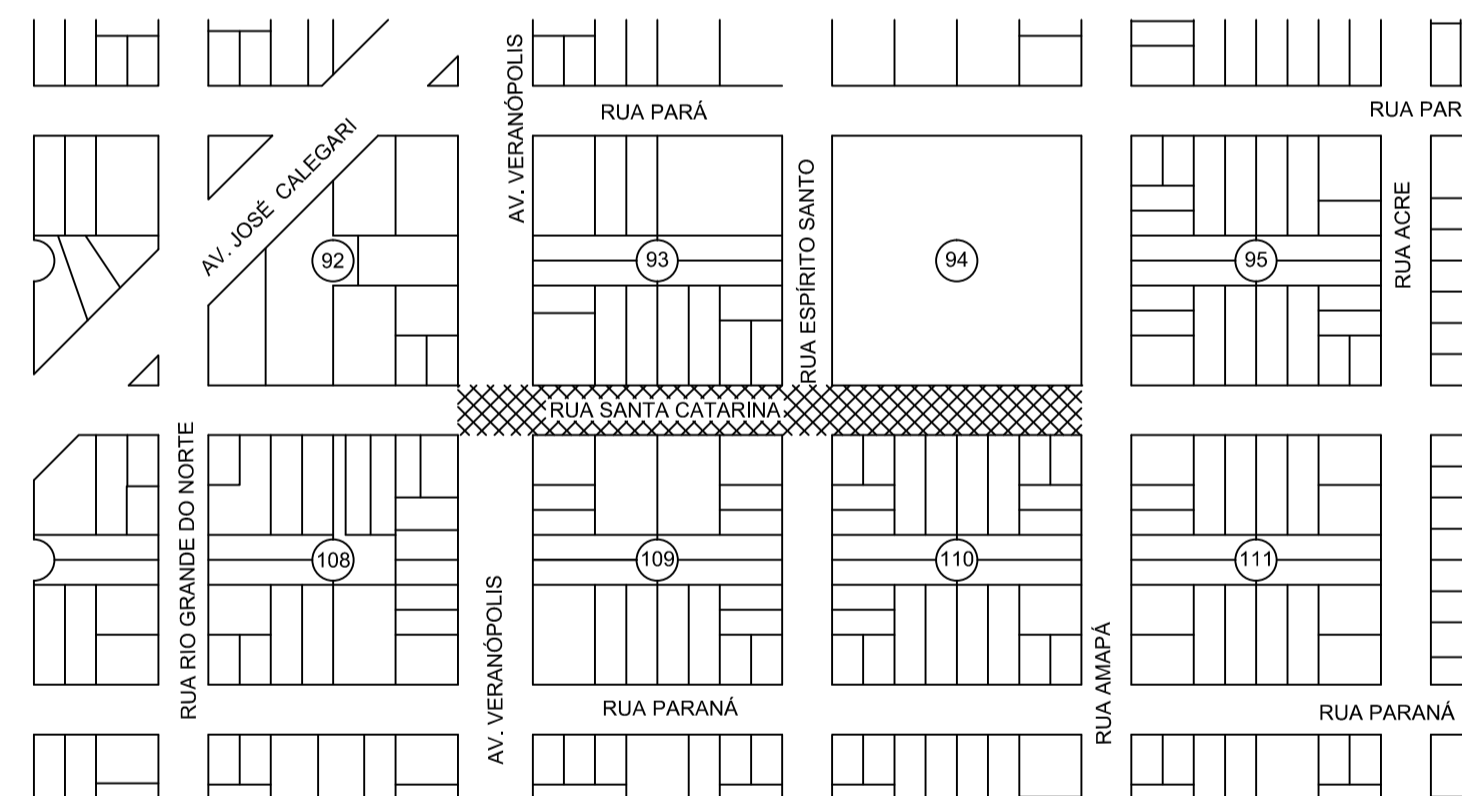 AV. VERANÓPOLIS
RUA PARÁ
RUA PAR
AV. JOSÉ CALEGARI
RUA ESPÍRITO SANTO
RUA ACRE
92
93
94
95
RUA SANTA CATARINA
RUA RIO GRANDE DO NORTE
108
109
110
111
AV. VERANÓPOLIS
RUA AMAPÁ
RUA PARANÁ
RUA PARANÁ